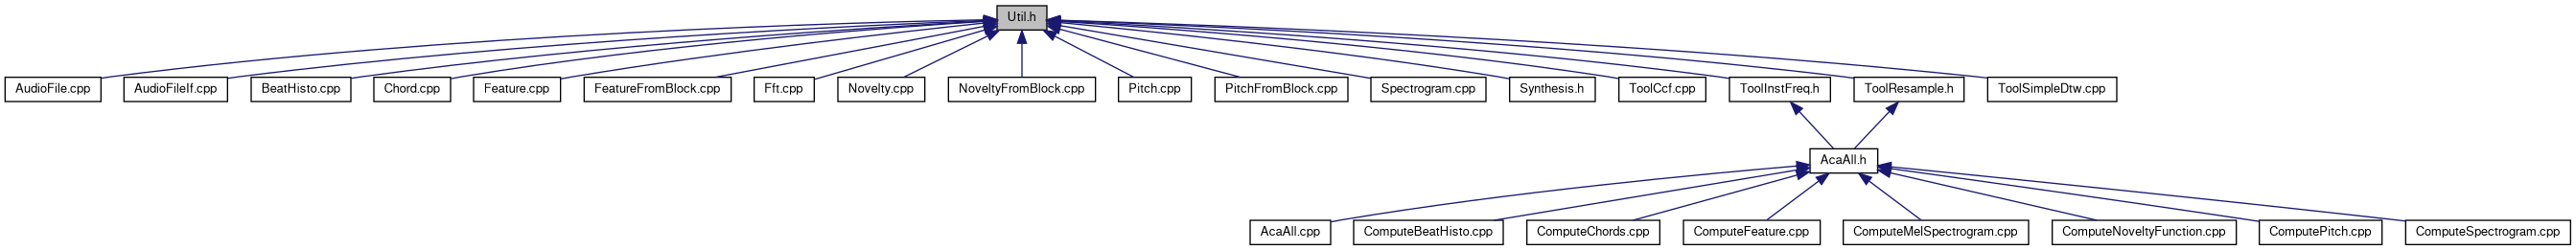 Util.h
AudioFile.cpp
AudioFileIf.cpp
BeatHisto.cpp
Chord.cpp
Feature.cpp
FeatureFromBlock.cpp
Fft.cpp
Novelty.cpp
NoveltyFromBlock.cpp
Pitch.cpp
PitchFromBlock.cpp
Spectrogram.cpp
Synthesis.h
ToolCcf.cpp
ToolInstFreq.h
ToolResample.h
ToolSimpleDtw.cpp
AcaAll.h
AcaAll.cpp
ComputeBeatHisto.cpp
ComputeChords.cpp
ComputeFeature.cpp
ComputeMelSpectrogram.cpp
ComputeNoveltyFunction.cpp
ComputePitch.cpp
ComputeSpectrogram.cpp